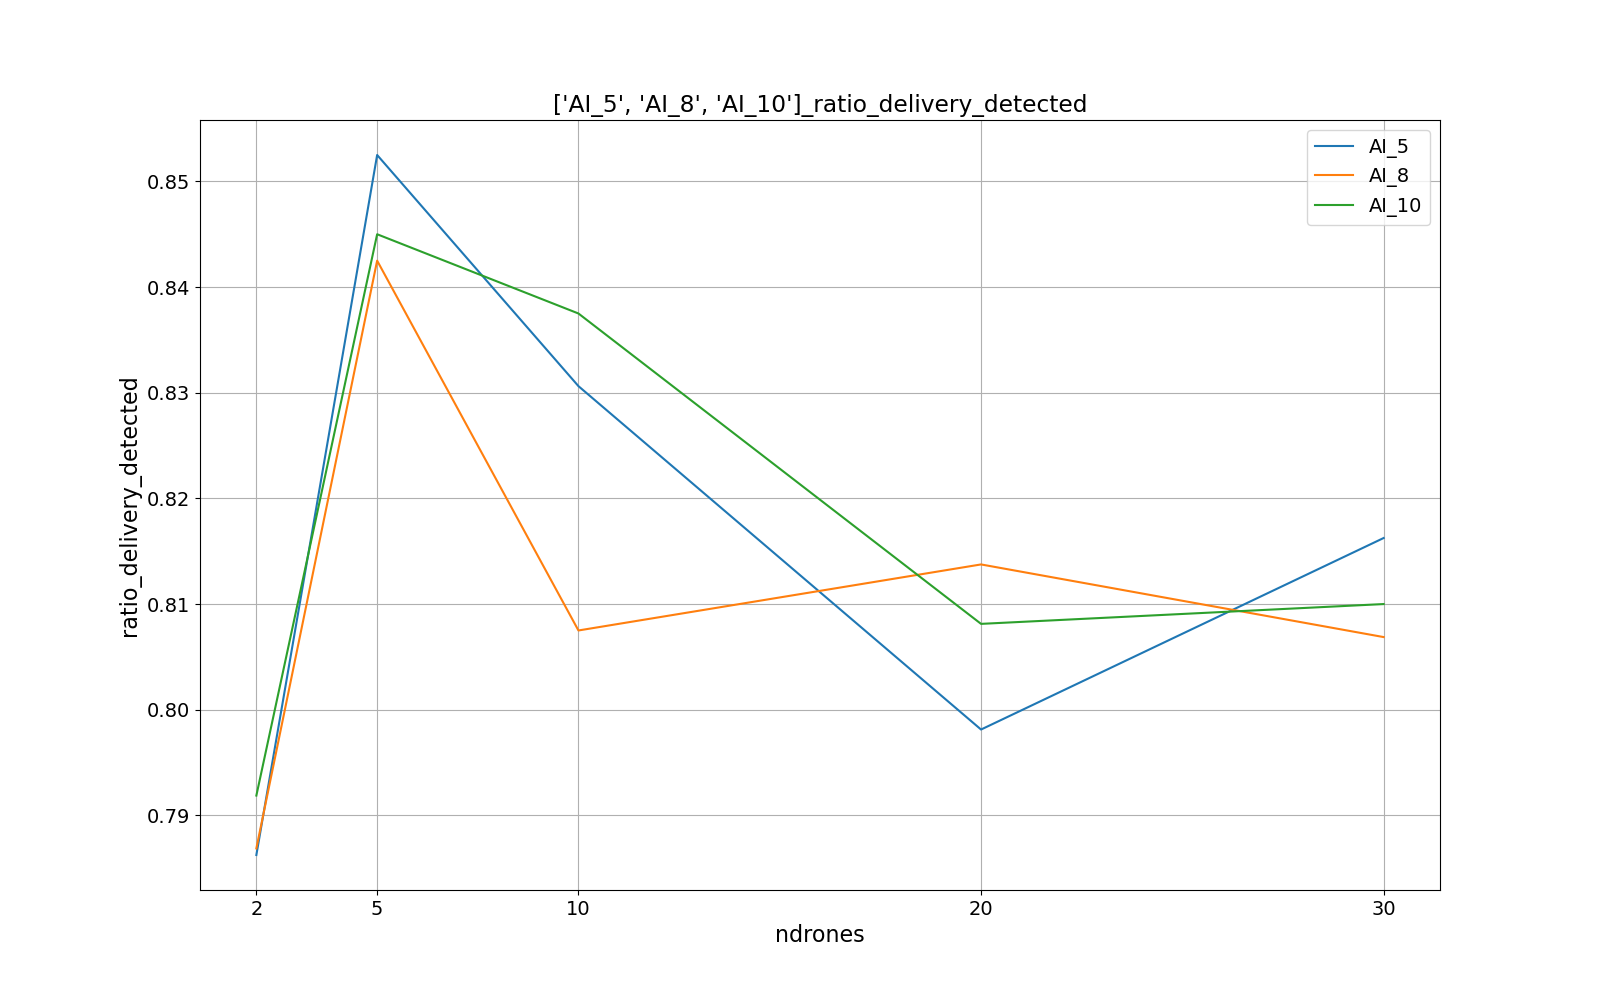 ['AI_5', 'AI_8', 'AI_10']_ratio_delivery_detected
AI_5
AI_8
AI_10
ratio_delivery_detected
0.85
0.84
0.83
0.82
0.81
0.80
0.79
2 5 10 20 30
ndrones